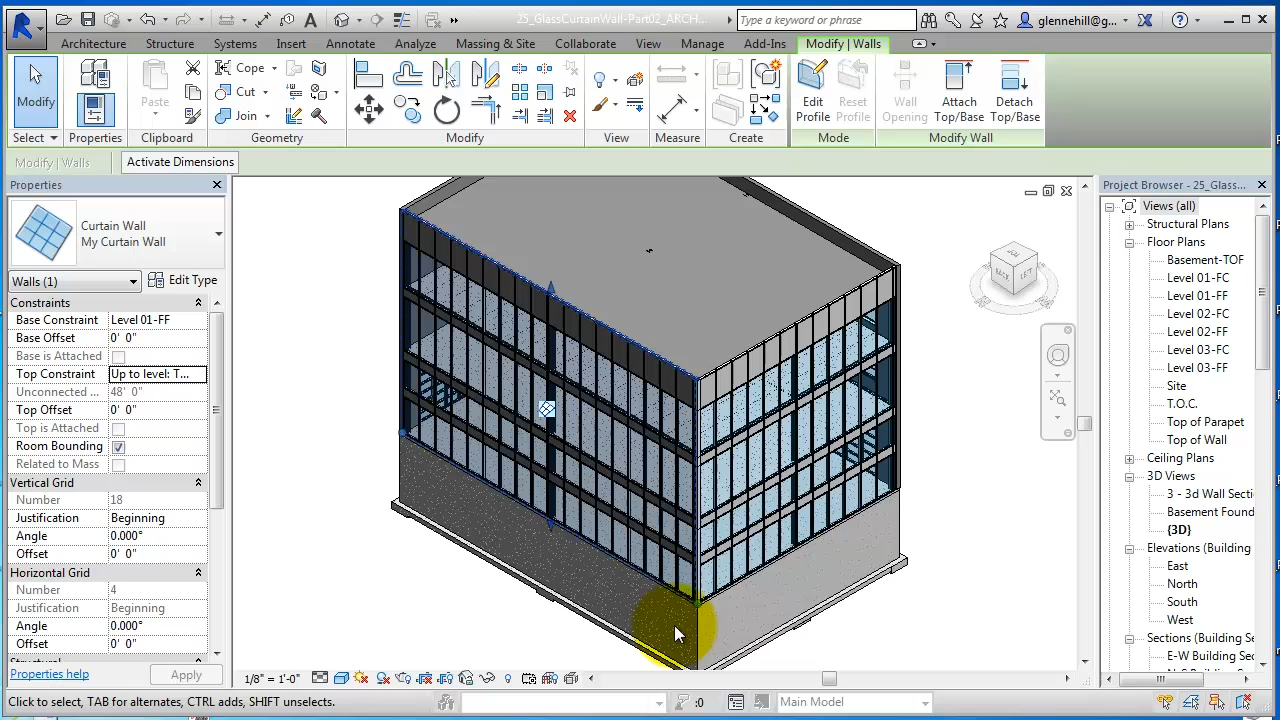 25_GlassCurtainWall-Part02_ARCH...
Type a keyword or phrase
glennehill@g...
Architecture
Structure
Systems
Insert
Annotate
Analyze
Massing & Site
Collaborate
View
Manage
Add-Ins
Modify | Walls
Modify
Properties
Paste
Cope
Cut
Join
Edit Profile
Reset Profile
Wall Opening
Attach Top/Base
Detach Top/Base
Select
Properties
Clipboard
Geometry
Modify
View
Measure
Create
Mode
Modify Wall
Modify | Walls
Activate Dimensions
Properties
Curtain Wall
My Curtain Wall
Walls (1)
Edit Type
Constraints
Base Constraint Level 01-FF
Base Offset 0' 0"
Base is Attached
Top Constraint Up to level: T...
Unconnected ... 48' 0"
Top Offset 0' 0"
Top is Attached
Room Bounding
Related to Mass
Vertical Grid
Number 18
Justification Beginning
Angle 0.000°
Offset 0' 0"
Horizontal Grid
Number 4
Justification Beginning
Angle 0.000°
Offset 0' 0"
Structural
Properties help
Apply
TOP
BACK
LEFT
Project Browser - 25_Glass...
Views (all)
Structural Plans
Floor Plans
Basement-TOF
Level 01-FC
Level 01-FF
Level 02-FC
Level 02-FF
Level 03-FC
Level 03-FF
Site
T.O.C.
Top of Parapet
Top of Wall
Ceiling Plans
3D Views
3 - 3d Wall Secti
Basement Found
{3D}
Elevations (Building
East
North
South
West
Sections (Building Se
E-W Building Sect
1/8" = 1'-0"
Click to select, TAB for alternates, CTRL adds, SHIFT unselects.
:0
Main Model